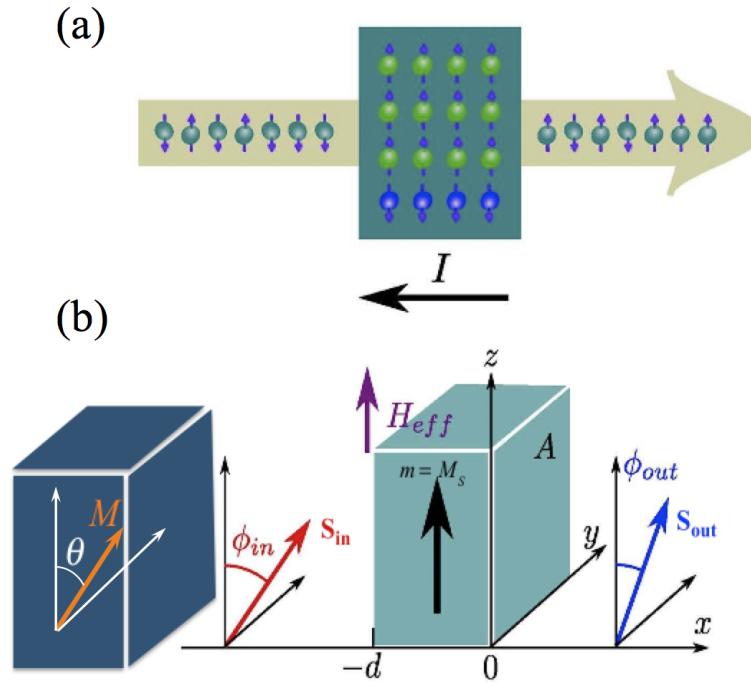 (a)
I
(b)
z
H_eff
A
m = M_S
M
θ
ϕ_in
S_in
ϕ_out
S_out
y
x
-d
0